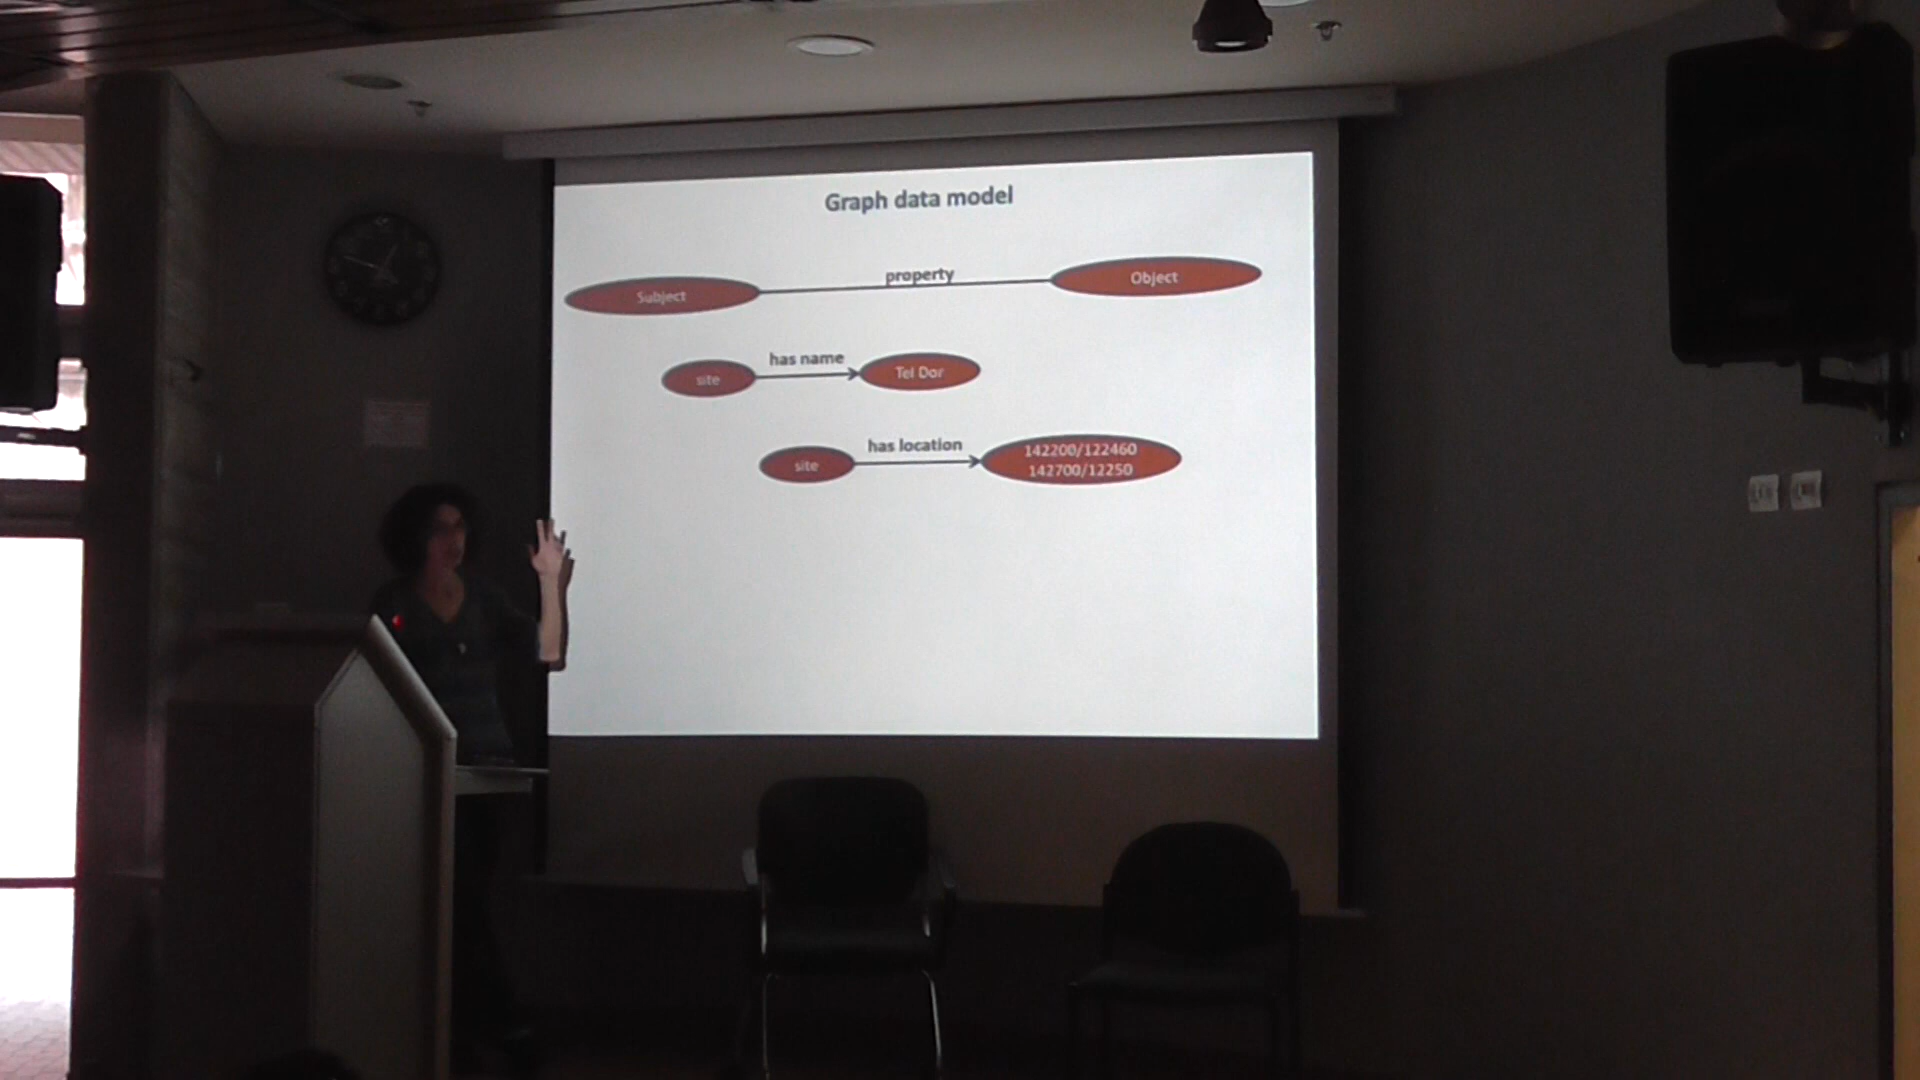 Graph data model
property
Subject
Object
has name
site
Tel Dor
has location
site
142200/122460
142700/12250